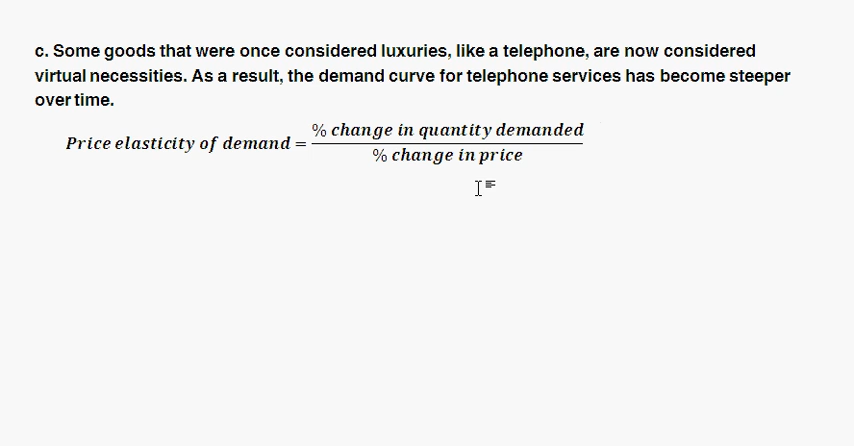 c. Some goods that were once considered luxuries, like a telephone, are now considered
virtual necessities. As a result, the demand curve for telephone services has become steeper
over time.
Price elasticity of demand = % change in quantity demanded / % change in price